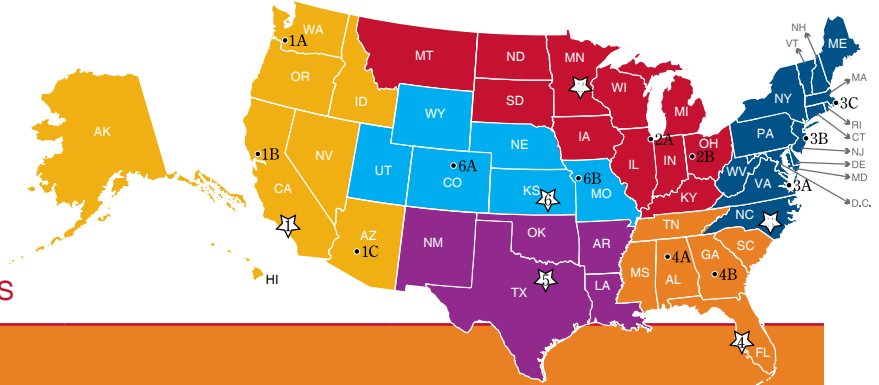 NH
WA
1A
MT
ND
MN
VT
ME
OR
WI
MI
NY
MA
3C
ID
SD
RI
AK
WY
IA
2A
OH
PA
3B
CT
1B
NV
NE
IL
IN
2B
NJ
UT
6A
CO
6B
WV
DE
CA
KS
6
MO
KY
VA
3A
MD
D.C.
1
AZ
1C
NM
OK
AR
TN
NC
SC
HI
TX
5
LA
MS
4A
AL
GA
4B
S
4
FL